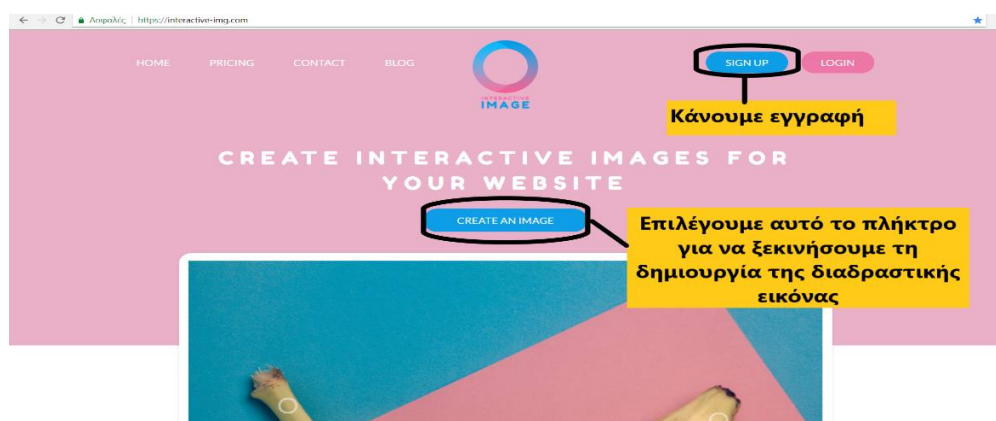 Ασφαλής | https://interactive-img.com
HOME PRICING CONTACT BLOG
SIGN UP LOGIN
INTERACTIVE
IMAGE
Κάνουμε εγγραφή
CREATE INTERACTIVE IMAGES FOR
YOUR WEBSITE
CREATE AN IMAGE
Επιλέγουμε αυτό το πλήκτρο
για να ξεκινήσουμε τη
δημιουργία της διαδραστικής
εικόνας